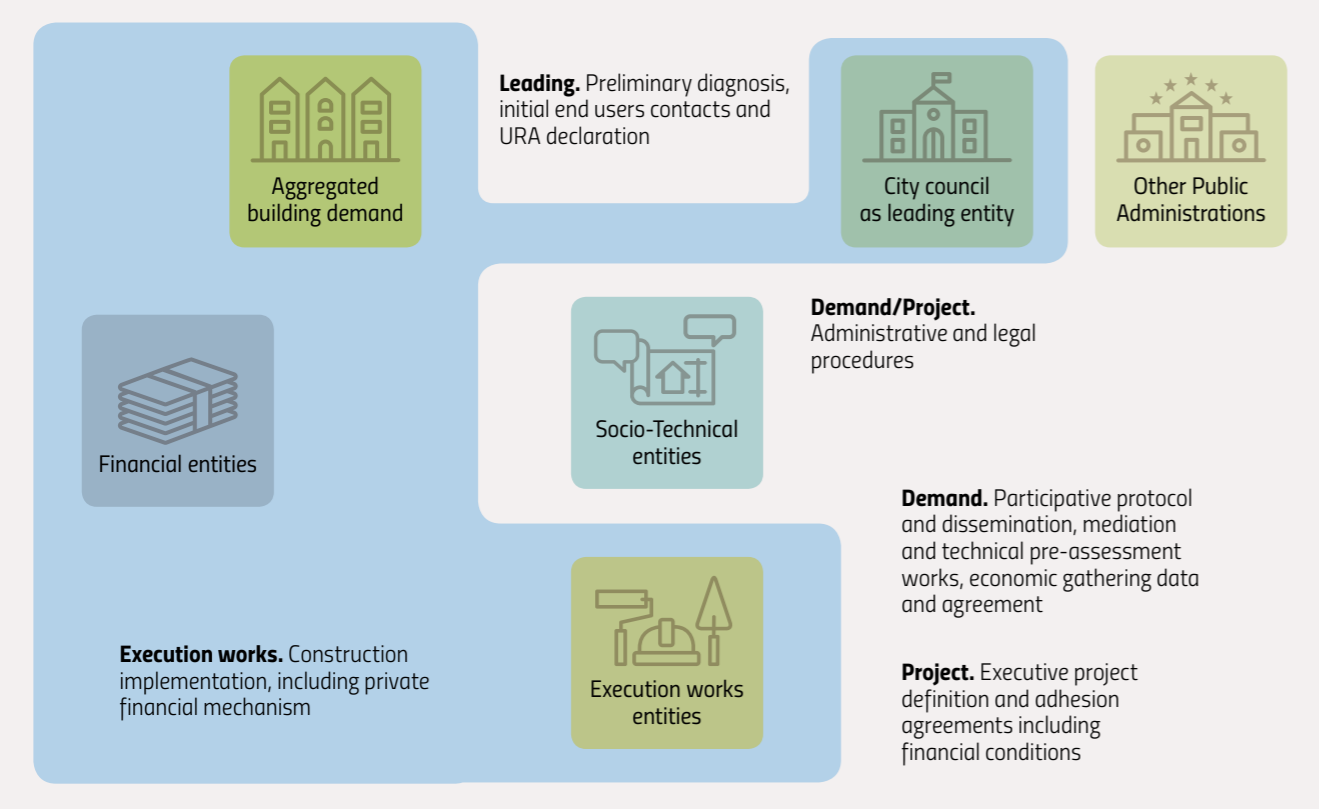 Aggregated
building demand
Leading. Preliminary diagnosis,
initial end users contacts and
URA declaration
City council
as leading entity
Other Public
Administrations
Financial entities
Socio-Technical
entities
Demand/Project.
Administrative and legal
procedures
Demand. Participative protocol
and dissemination, mediation
and technical pre-assessment
works, economic gathering data
and agreement
Execution works. Construction
implementation, including private
financial mechanism
Execution works
entities
Project. Executive project
definition and adhesion
agreements including
financial conditions